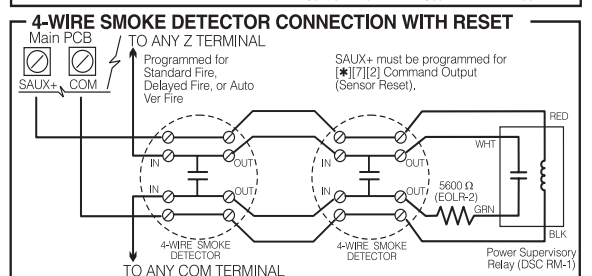 4-WIRE SMOKE DETECTOR CONNECTION WITH RESET
Main PCB
TO ANY Z TERMINAL
SAUX+
COM
Programmed for
Standard Fire,
Delayed Fire, or Auto
Ver Fire
SAUX+ must be programmed for
[✱][7][2] Command Output
(Sensor Reset).
RED
WHT
IN
OUT
IN
OUT
IN
OUT
IN
OUT
5600 Ω
(EOLR-2)
GRN
BLK
4-WIRE SMOKE
DETECTOR
4-WIRE SMOKE
DETECTOR
Power Supervisory
Relay (DSC RM-1)
TO ANY COM TERMINAL